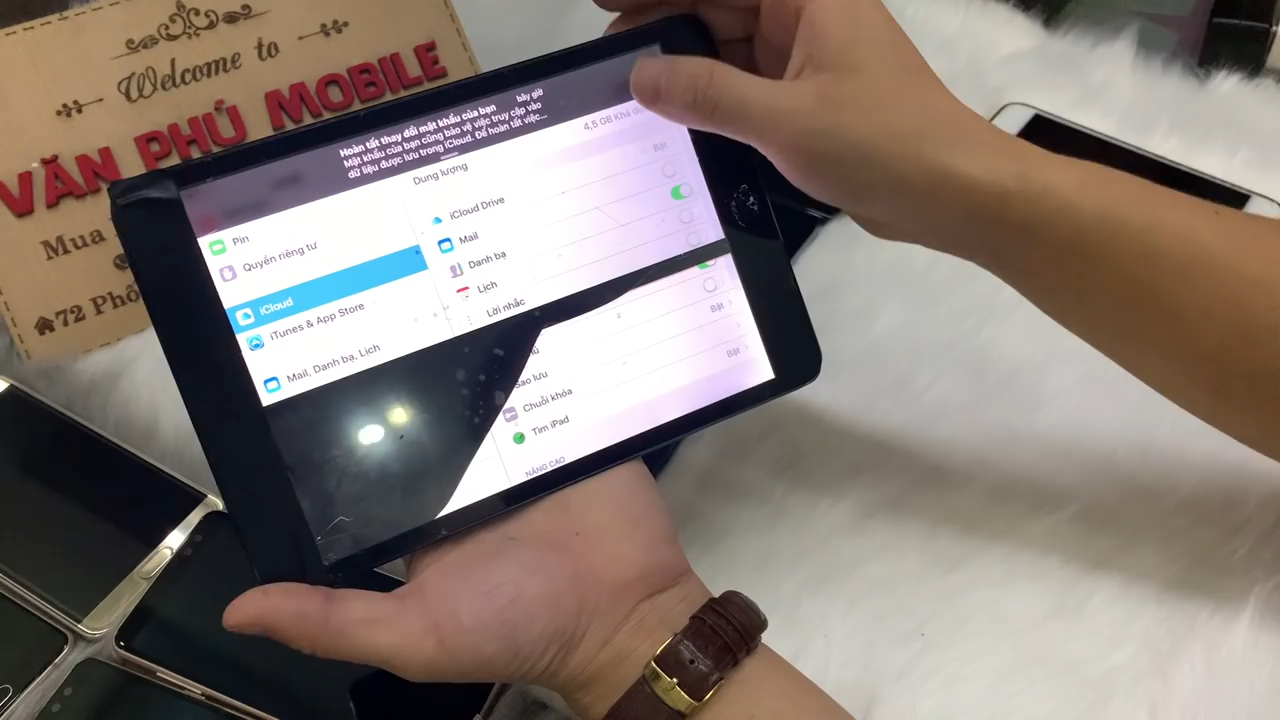 Welcome to
VĂN PHÚ MOBILE
Mua
72 Phố
Hoàn tất thay đổi mật khẩu của bạn
bây giờ
Mật khẩu của bạn cũng bảo vệ việc truy cập vào
dữ liệu được lưu trong iCloud. Để hoàn tất việc...
Dung lượng
4,5 GB Khả
Pin
Quyền riêng tư
iCloud
iTunes & App Store
Mail, Danh bạ, Lịch
iCloud Drive
Bật
Mail
Danh bạ
Lịch
Lời nhắc
Sao lưu
Bật
Chuỗi khóa
Tìm iPad
Bật
NÂNG CAO